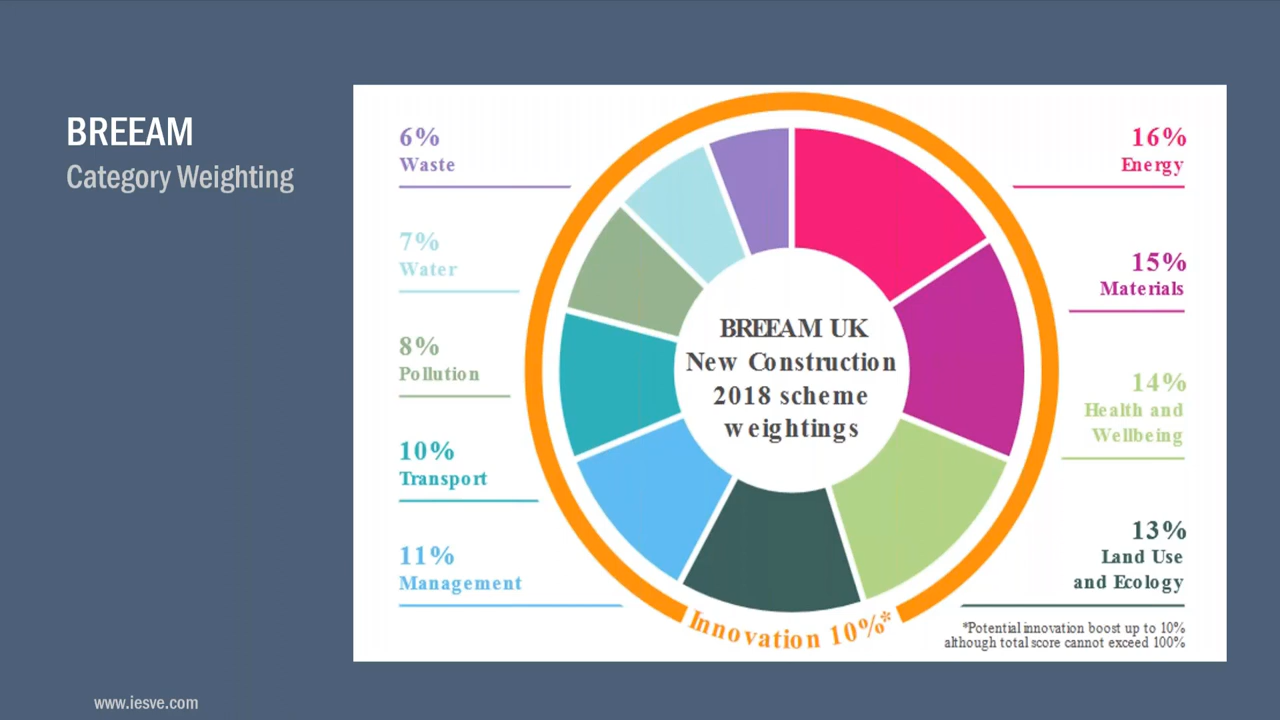 BREEAM
Category Weighting
6%
Waste
7%
Water
8%
Pollution
10%
Transport
11%
Management
BREEAM UK
New Construction
2018 scheme
weightings
Innovation 10%*
16%
Energy
15%
Materials
14%
Health and
Wellbeing
13%
Land Use
and Ecology
*Potential innovation boost up to 10%
although total score cannot exceed 100%
www.iesve.com